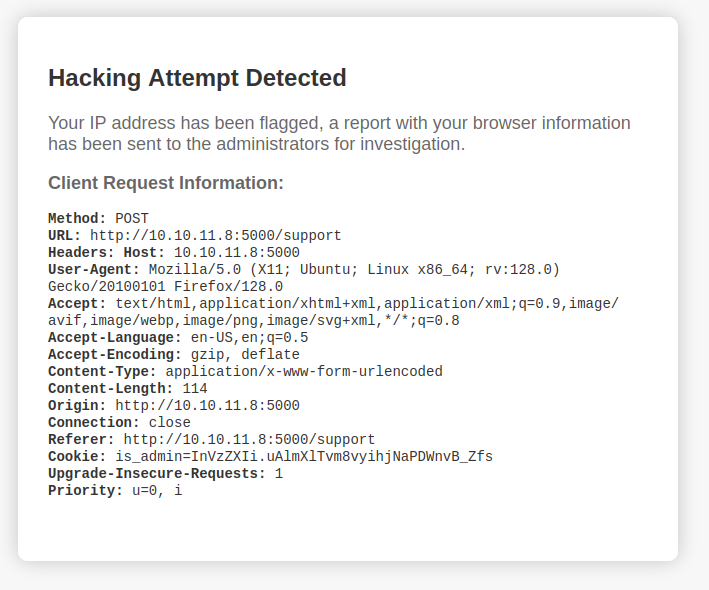 Hacking Attempt Detected
Your IP address has been flagged, a report with your browser information
has been sent to the administrators for investigation.
Client Request Information:
Method: POST
URL: http://10.10.11.8:5000/support
Headers: Host: 10.10.11.8:5000
User-Agent: Mozilla/5.0 (X11; Ubuntu; Linux x86_64; rv:128.0)
Gecko/20100101 Firefox/128.0
Accept: text/html,application/xhtml+xml,application/xml;q=0.9,image/
avif,image/webp,image/png,image/svg+xml,*/*;q=0.8
Accept-Language: en-US,en;q=0.5
Accept-Encoding: gzip, deflate
Content-Type: application/x-www-form-urlencoded
Content-Length: 114
Origin: http://10.10.11.8:5000
Connection: close
Referer: http://10.10.11.8:5000/support
Cookie: is_admin=InVzZXIi.uAlmXlTvm8vyihjNaPDWnvB_Zfs
Upgrade-Insecure-Requests: 1
Priority: u=0, i